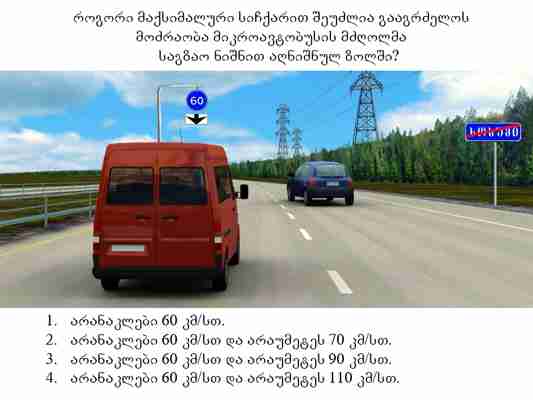 როგორი მაქსიმალური სიჩქარით შეუძლია გააგრძელოს
მოძრაობა მიკროავტობუსის მძღოლმა
საგზაო ნიშნით აღნიშნულ ზოლში?
60
1. არანაკლები 60 კმ/სთ.
2. არანაკლები 60 კმ/სთ და არაუმეტეს 70 კმ/სთ.
3. არანაკლები 60 კმ/სთ და არაუმეტეს 90 კმ/სთ.
4. არანაკლები 60 კმ/სთ და არაუმეტეს 110 კმ/სთ.